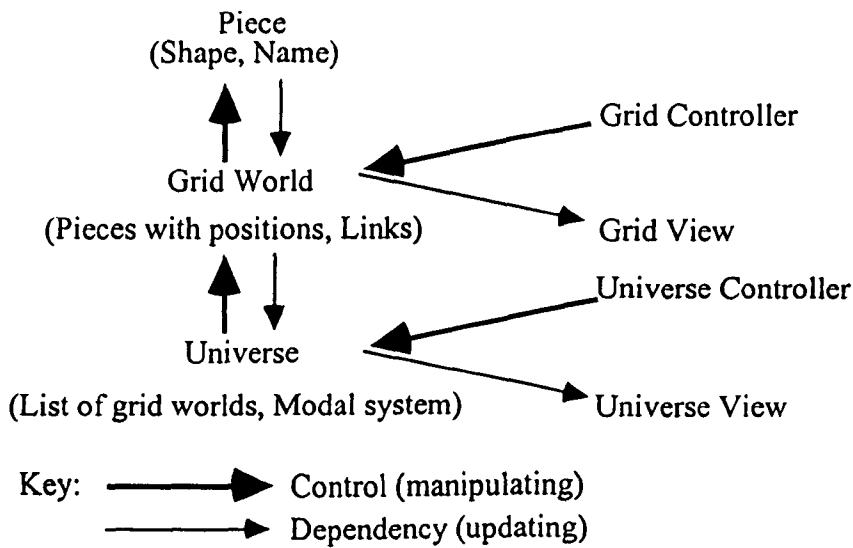 Piece
(Shape, Name)
Grid Controller
Grid World
(Pieces with positions, Links)
Grid View
Universe Controller
Universe
(List of grid worlds, Modal system)
Universe View
Key:
Control (manipulating)
Dependency (updating)